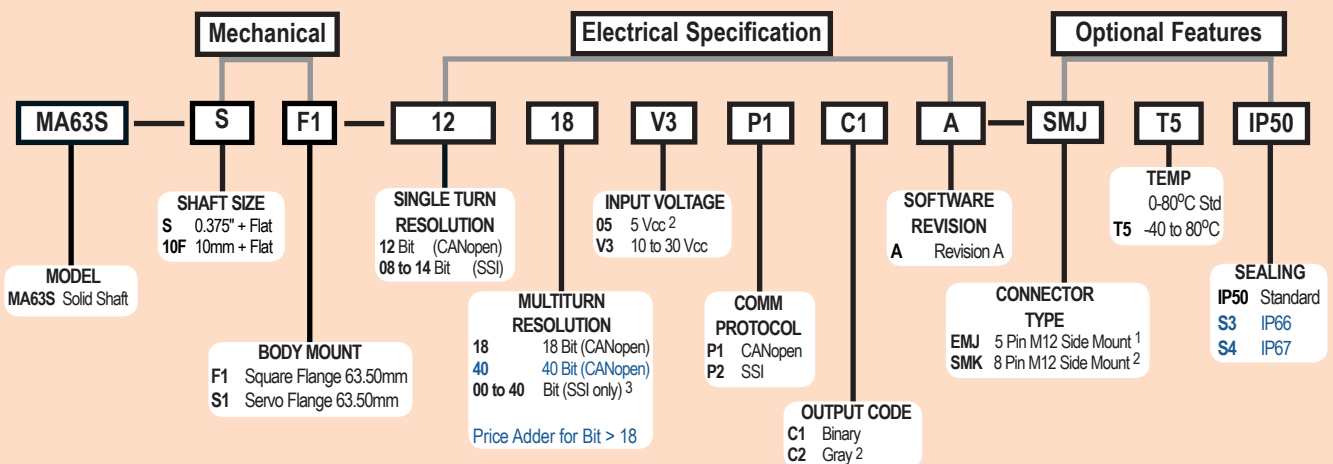 Mechanical
Electrical Specification
Optional Features
MA63S
S
F1
12
18
V3
P1
C1
A
SMJ
T5
IP50
MODEL
MA63S Solid Shaft
SHAFT SIZE
S 0.375" + Flat
10F 10mm + Flat
BODY MOUNT
F1 Square Flange 63.50mm
S1 Servo Flange 63.50mm
SINGLE TURN
RESOLUTION
12 Bit (CANopen)
08 to 14 Bit (SSI)
MULTITURN
RESOLUTION
18 18 Bit (CANopen)
40 40 Bit (CANopen)
00 to 40 Bit (SSI only) 3
Price Adder for Bit > 18
INPUT VOLTAGE
05 5 Vcc 2
V3 10 to 30 Vcc
COMM
PROTOCOL
P1 CANopen
P2 SSI
OUTPUT CODE
C1 Binary
C2 Gray 2
SOFTWARE
REVISION
A Revision A
CONNECTOR
TYPE
EMJ 5 Pin M12 Side Mount 1
SMK 8 Pin M12 Side Mount 2
TEMP
0-80ºC Std
T5 -40 to 80ºC
SEALING
IP50 Standard
S3 IP66
S4 IP67